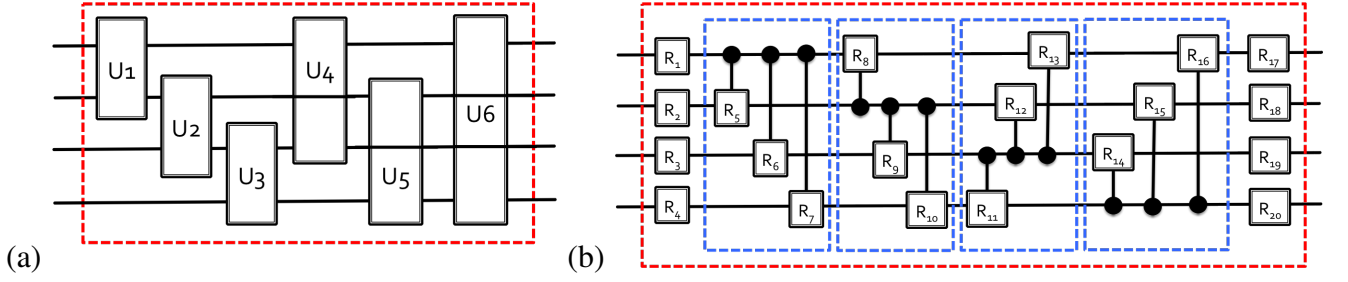 U1
U2
U3
U4
U5
U6
(a)
R₁
R₂
R₃
R₄
R₅
R₆
R₇
R₈
R₉
R₁₀
R₁₁
R₁₂
R₁₃
R₁₄
R₁₅
R₁₆
R₁₇
R₁₈
R₁₉
R₂₀
(b)